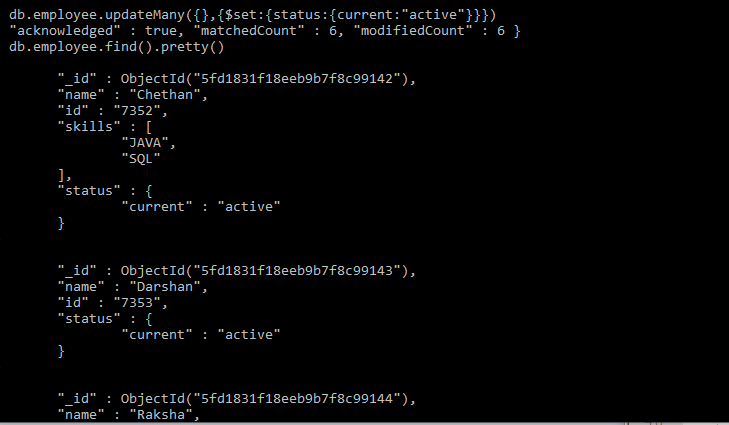 db.employee.updateMany({},{$set:{status:{current:"active"}}})
"acknowledged" : true, "matchedCount" : 6, "modifiedCount" : 6 }
db.employee.find().pretty()
"_id" : ObjectId("5fd1831f18eeb9b7f8c99142"),
"name" : "Chethan",
"id" : "7352",
"skills" : [
"JAVA",
"SQL"
],
"status" : {
"current" : "active"
}
"_id" : ObjectId("5fd1831f18eeb9b7f8c99143"),
"name" : "Darshan",
"id" : "7353",
"status" : {
"current" : "active"
}
"_id" : ObjectId("5fd1831f18eeb9b7f8c99144"),
"name" : "Raksha",